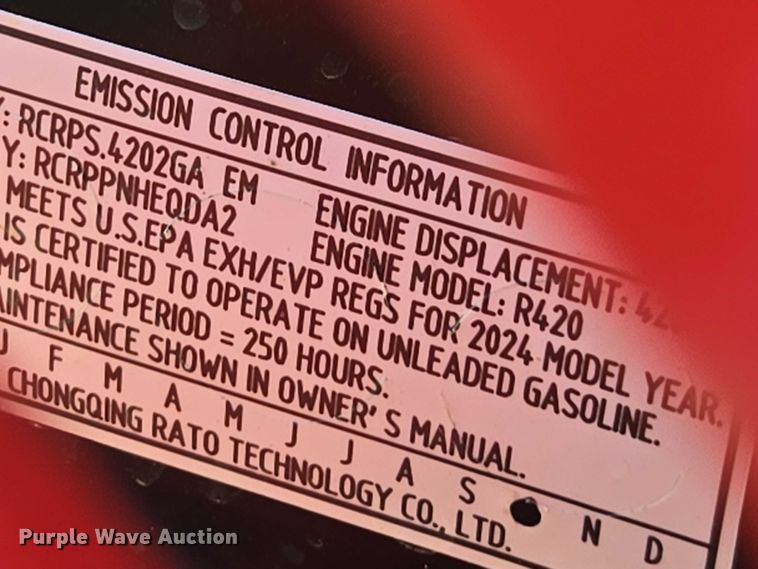 EMISSION CONTROL INFORMATION
Y: RCRPS.4202GA EM ENGINE DISPLACEMENT:
Y: RCRPPNHEQDA2 ENGINE MODEL: R420
MEETS U.S.EPA EXH/EVP REGS FOR 2024 MODEL YEAR.
IS CERTIFIED TO OPERATE ON UNLEADED GASOLINE.
MPLIANCE PERIOD = 250 HOURS.
AINTENANCE SHOWN IN OWNER'S MANUAL.
J F M A M J J A S N D
CHONGQING RATO TECHNOLOGY CO., LTD.
Purple Wave Auction